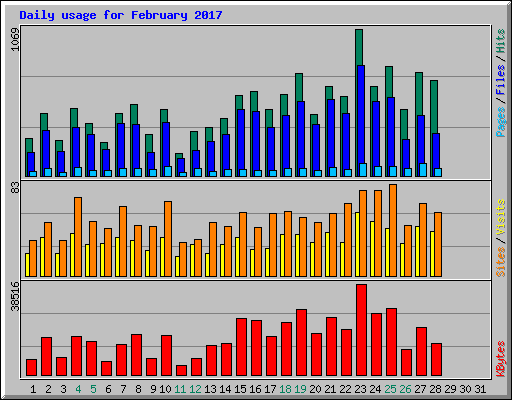 Daily usage for February 2017
1069
Pages / Files / Hits
83
Sites / Visits
38516
KBytes
1 2 3 4 5 6 7 8 9 10 11 12 13 14 15 16 17 18 19 20 21 22 23 24 25 26 27 28 29 30 31